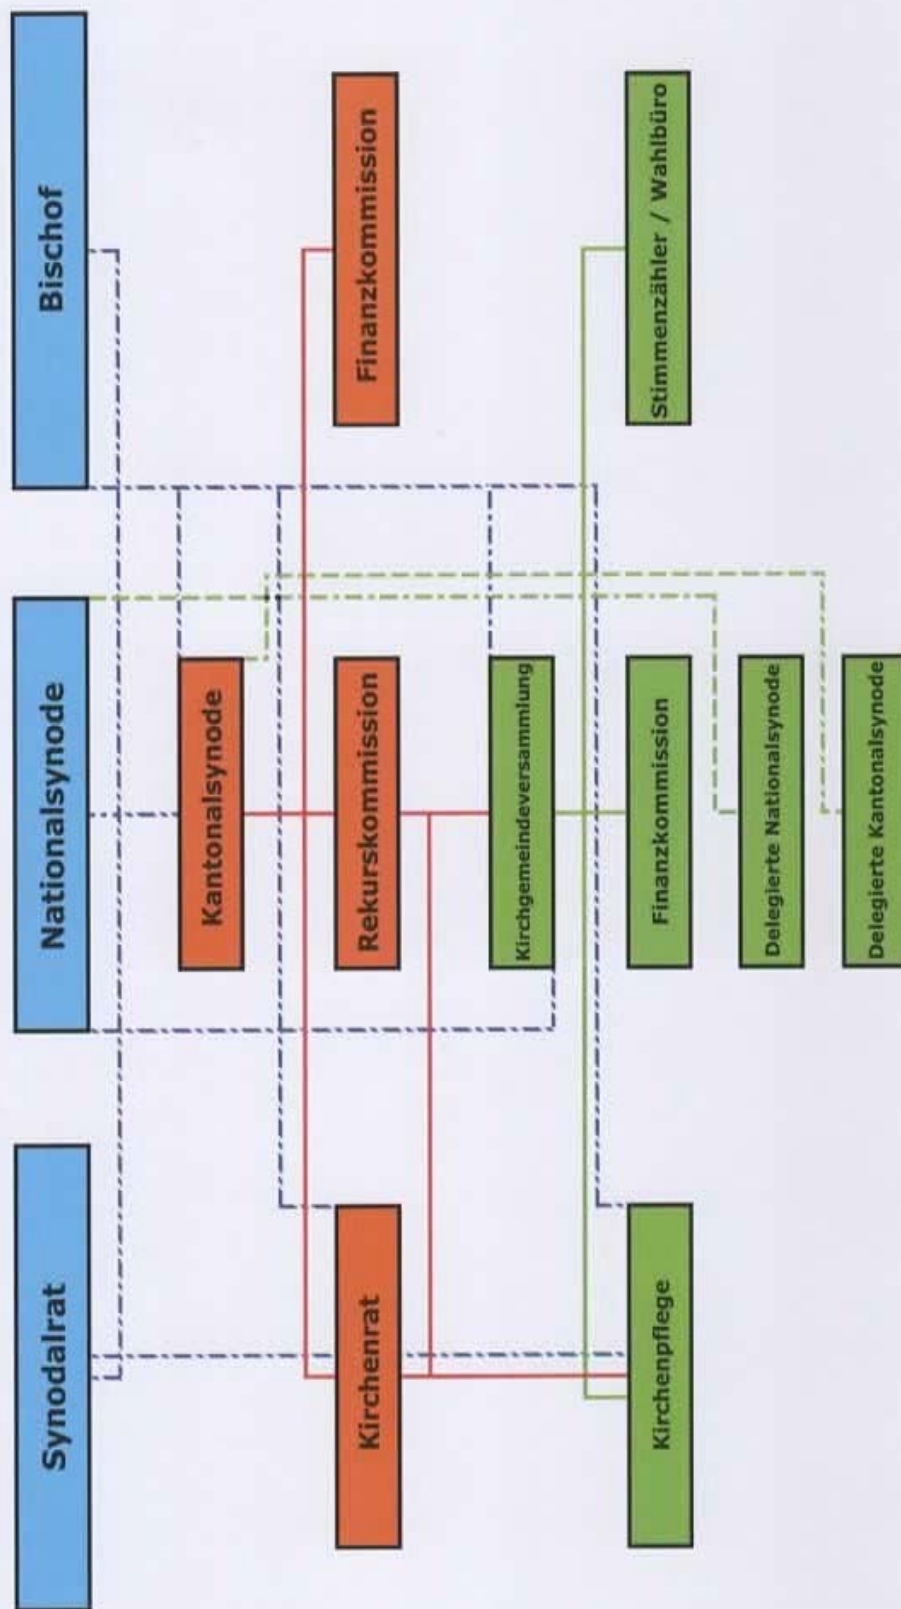 Synodalrat
Nationalsynode
Bischof
Kantonalsynode
Kirchenrat
Rekurskommission
Finanzkommission
Kirchgemeindeversammlung
Kirchenpflege
Finanzkommission
Stimmenzähler / Wahlbüro
Delegierte Nationalsynode
Delegierte Kantonalsynode